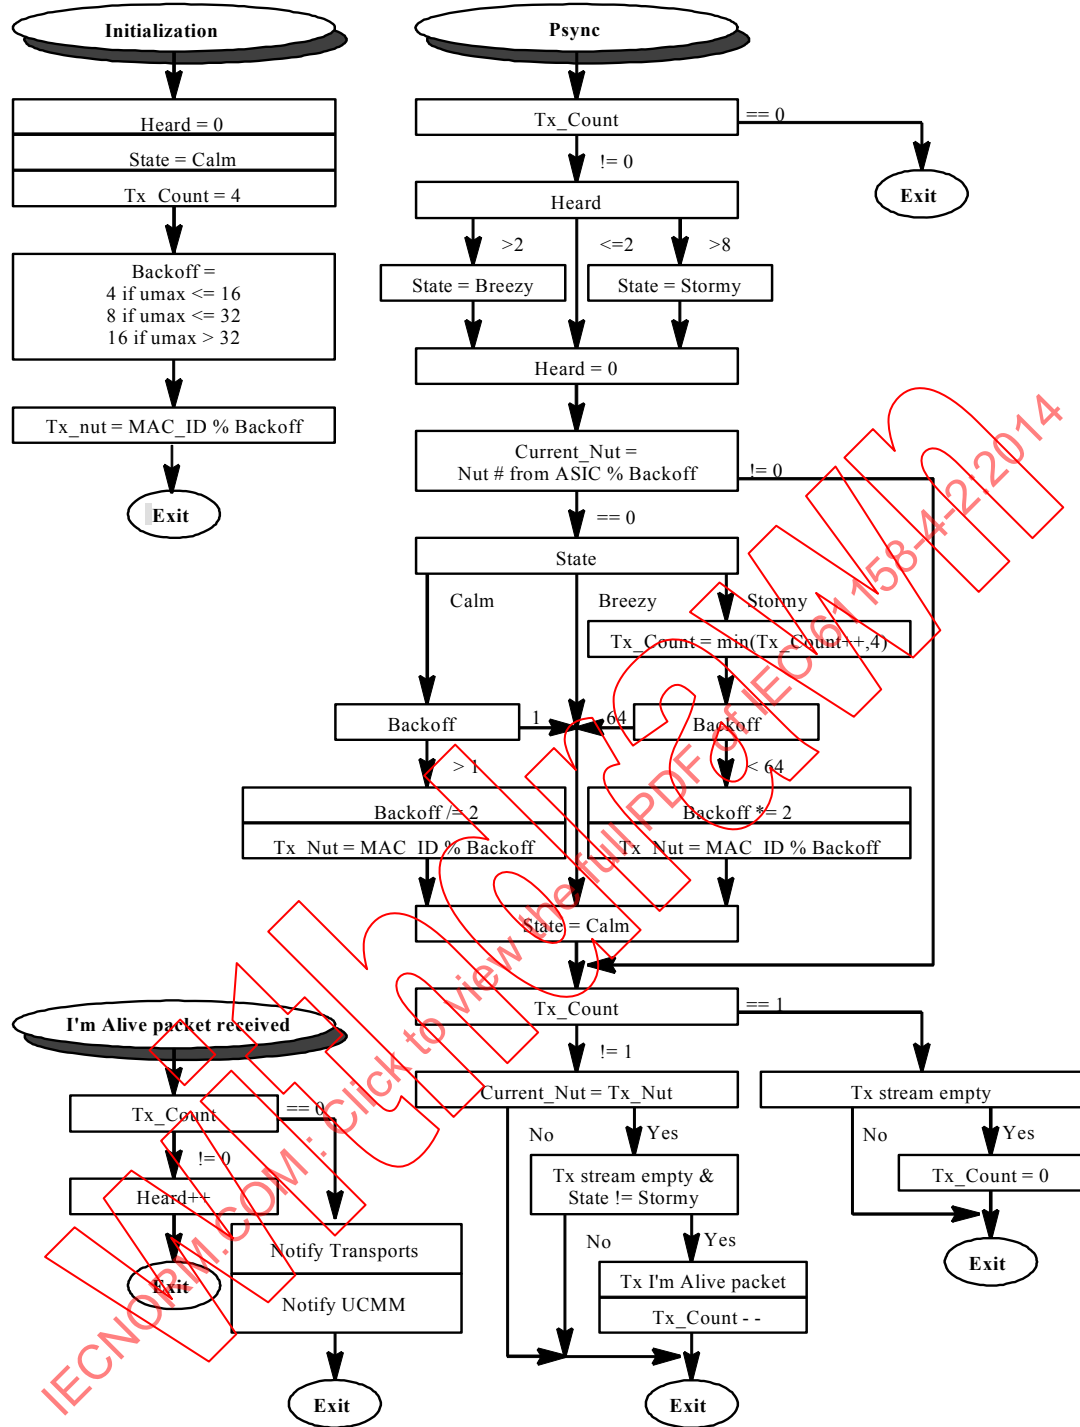 Initialization
Heard = 0
State = Calm
Tx_Count = 4
Backoff =
4 if umax <= 16
8 if umax <= 32
16 if umax > 32
Tx_nut = MAC_ID % Backoff
Exit
Psync
Tx_Count
== 0
!= 0
Exit
Heard
>2
<=2
>8
State = Breezy
State = Stormy
Heard = 0
Current_Nut =
Nut # from ASIC % Backoff
!= 0
== 0
State
Calm
Breezy
Stormy
Tx_Count = min(Tx_Count++,4)
Backoff
1
64
Backoff
> 1
< 64
Backoff /= 2
Tx_Nut = MAC_ID % Backoff
Backoff *= 2
Tx_Nut = MAC_ID % Backoff
State = Calm
Tx_Count
== 1
!= 1
Current_Nut = Tx_Nut
No
Yes
Tx stream empty &
State != Stormy
No
Yes
Tx I'm Alive packet
Tx_Count - -
Exit
Tx stream empty
No
Yes
Tx_Count = 0
Exit
I'm Alive packet received
Tx_Count
== 0
!= 0
Heard++
Exit
Notify Transports
Notify UCMM
Exit
IECNORM.COM : Click to view the full PDF of IEC 61158-4-2:2014